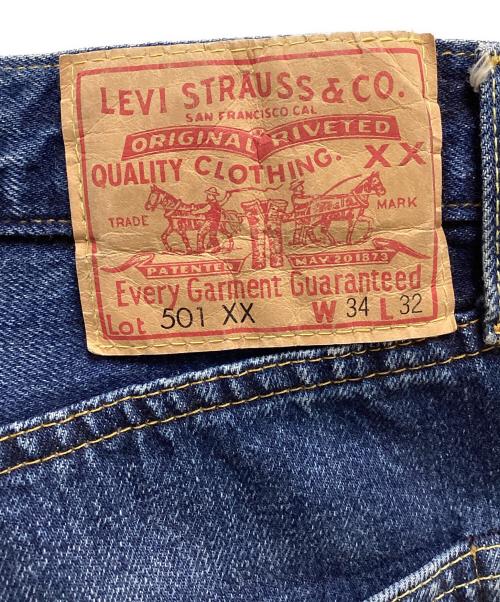 LEVI STRAUSS & CO.
SAN FRANCISCO CAL
ORIGINAL RIVETED
QUALITY CLOTHING. XX
TRADE MARK
PATENTED MAY 20 1873
Every Garment Guaranteed
Lot 501 XX W 34 L 32